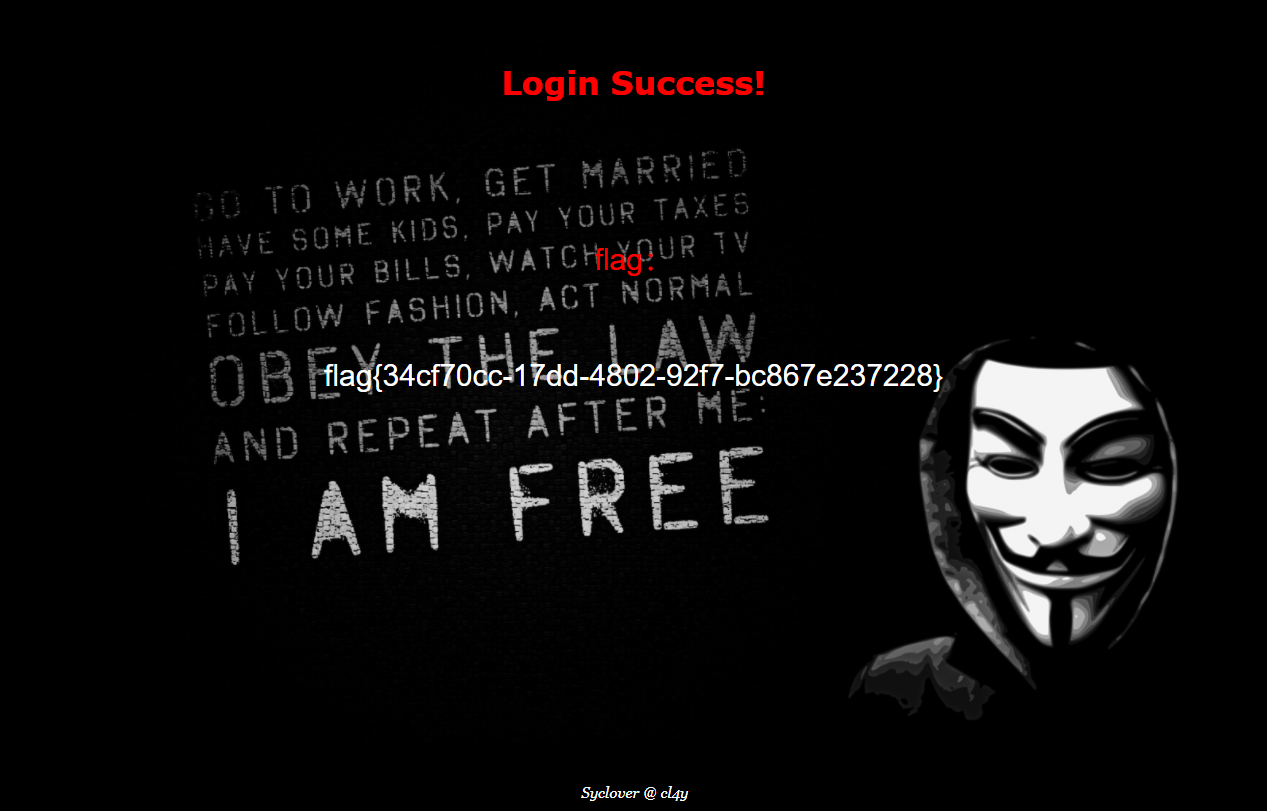 Login Success!
GO TO WORK, GET MARRIED
HAVE SOME KIDS, PAY YOUR TAXES
PAY YOUR BILLS, WATCH YOUR TV
flag:
FOLLOW FASHION, ACT NORMAL
OBEY THE LAW
flag{34cf70cc-17dd-4802-92f7-bc867e237228}
AND REPEAT AFTER ME:
I AM FREE
Syclover @ cl4y